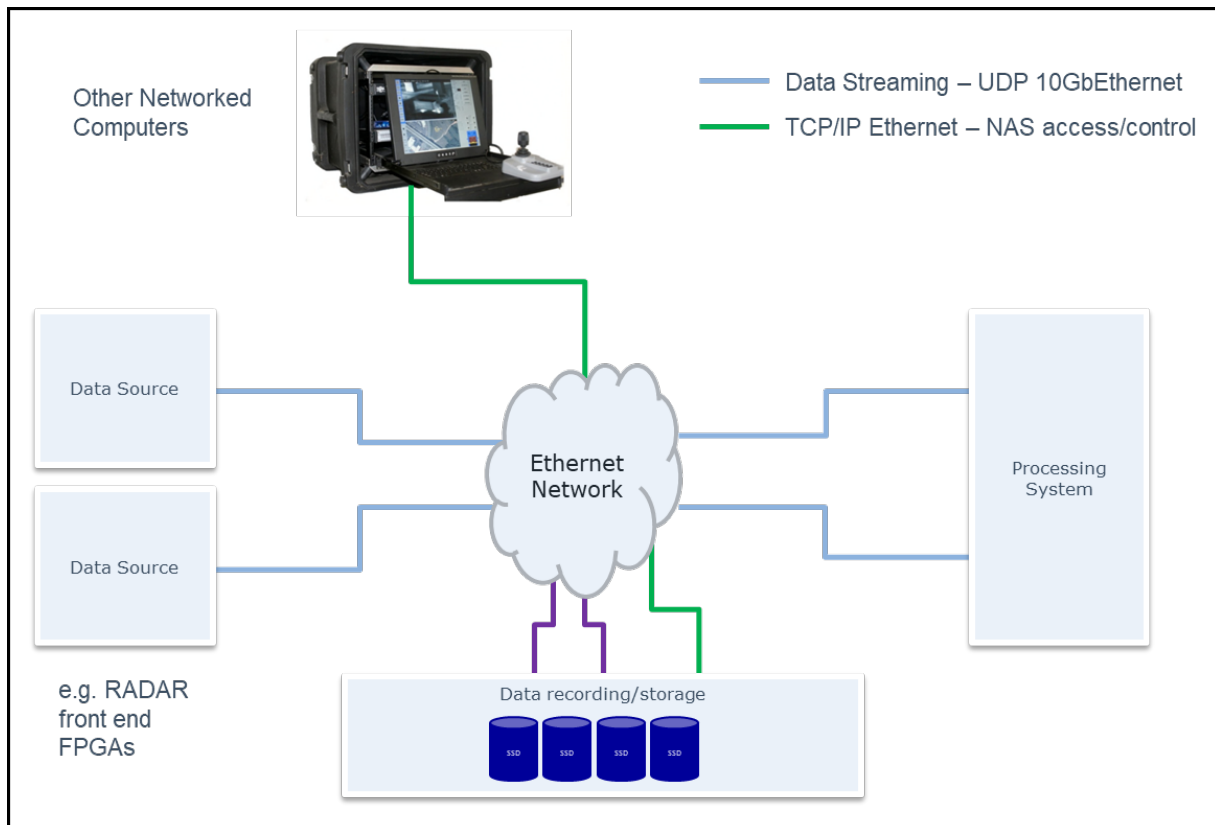 Other Networked
Computers
Data Streaming – UDP 10GbEthernet
TCP/IP Ethernet – NAS access/control
Data Source
Ethernet
Network
Processing
System
Data Source
e.g. RADAR
front end
FPGAs
Data recording/storage
SSD SSD SSD SSD